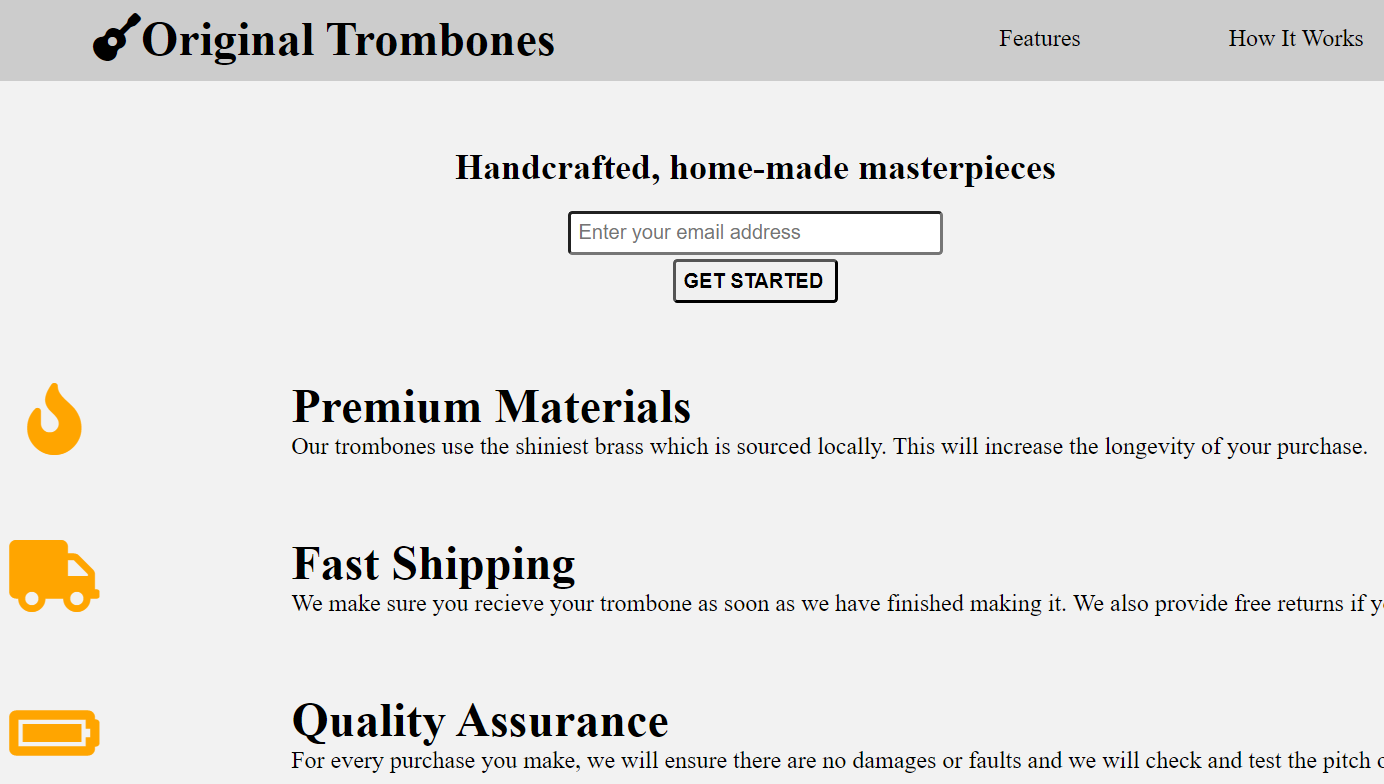 Original Trombones
Features
How It Works
Handcrafted, home-made masterpieces
Enter your email address
GET STARTED
Premium Materials
Our trombones use the shiniest brass which is sourced locally. This will increase the longevity of your purchase.
Fast Shipping
We make sure you recieve your trombone as soon as we have finished making it. We also provide free returns if
Quality Assurance
For every purchase you make, we will ensure there are no damages or faults and we will check and test the pitch